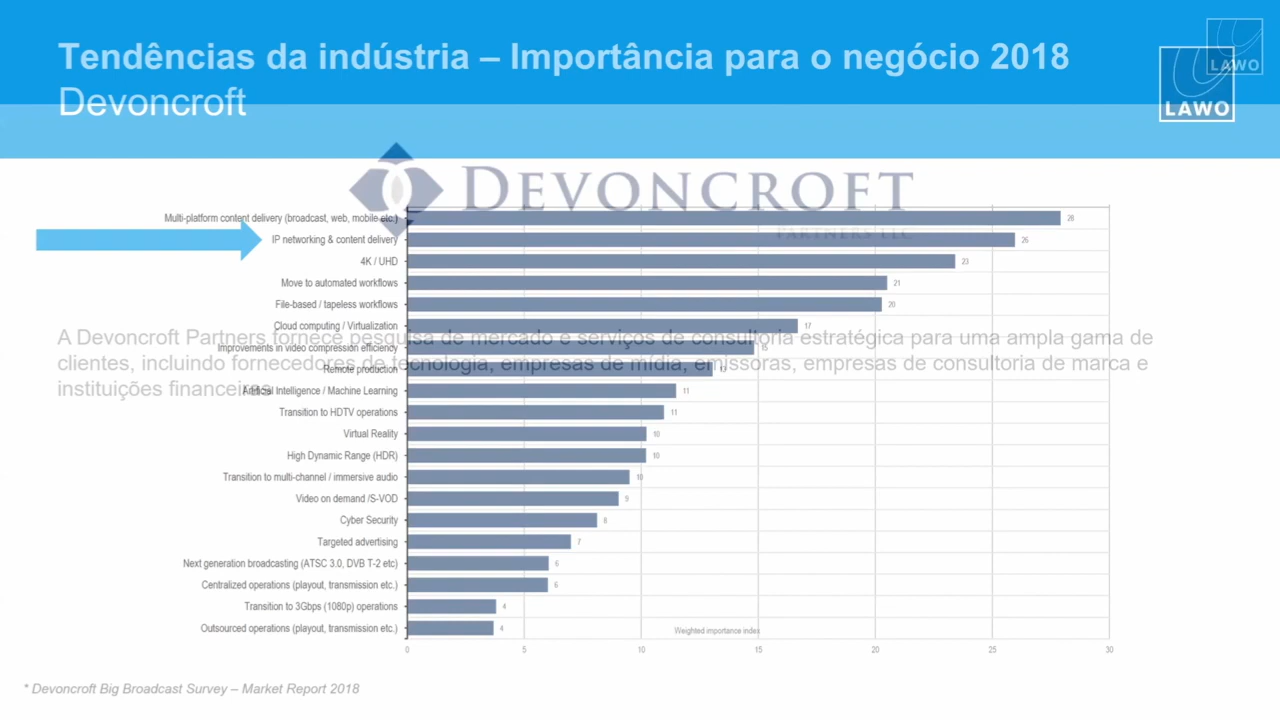 Tendências da indústria – Importância para o negócio 2018
Devoncroft
LAWO
LAWO
DEVONCROFT
PARTNERS LLC
Multi-platform content delivery (broadcast, web, mobile etc.) 28
IP networking & content delivery 26
4K / UHD 23
Move to automated workflows 21
File-based / tapeless workflows 20
Cloud computing / Virtualization 17
A Devoncroft Partners fornece pesquisa de mercado e serviços de consultoria estratégica para uma ampla gama de
Improvements in video compression efficiency 15
clientes, incluindo fornecedores de tecnologia, empresas de mídia, emissoras, empresas de consultoria de marca e
Remote production 13
instituições financeiras
Artificial Intelligence / Machine Learning 11
Transition to HDTV operations 11
Virtual Reality 10
High Dynamic Range (HDR) 10
Transition to multi-channel / immersive audio 10
Video on demand /S-VOD 9
Cyber Security 8
Targeted advertising 7
Next generation broadcasting (ATSC 3.0, DVB T-2 etc) 6
Centralized operations (playout, transmission etc.) 6
Transition to 3Gbps (1080p) operations 4
Outsourced operations (playout, transmission etc.) 4
Weighted importance index
0 5 10 15 20 25 30
* Devoncroft Big Broadcast Survey – Market Report 2018